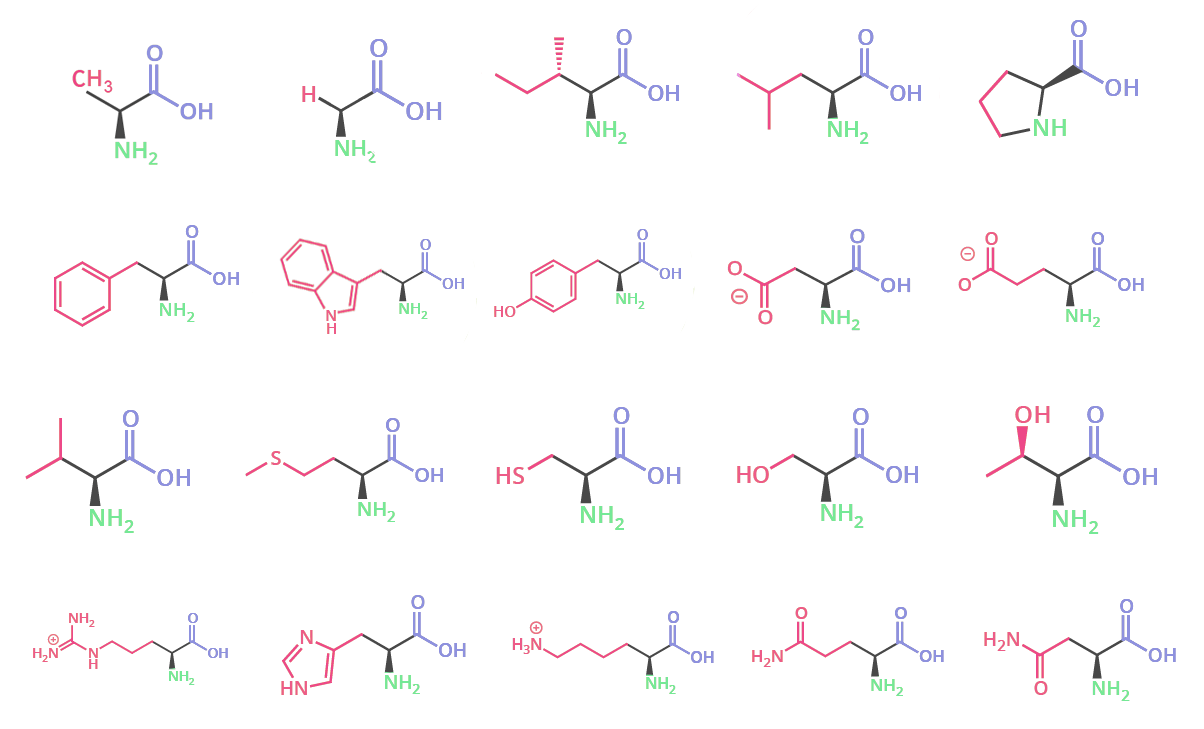 CH₃ O OH NH₂
H O OH NH₂
O OH NH₂
O OH NH₂
O OH NH
O OH NH₂
O OH NH₂ N H
O OH NH₂ HO
O O ⊖ O OH NH₂
⊖ O O O OH NH₂
O OH NH₂
S O OH NH₂
HS O OH NH₂
HO O OH NH₂
OH O OH NH₂
NH₂ ⊕ H₂N N H O OH NH₂
N HN O OH NH₂
⊕ H₃N O OH NH₂
O H₂N O OH NH₂
H₂N O O OH NH₂